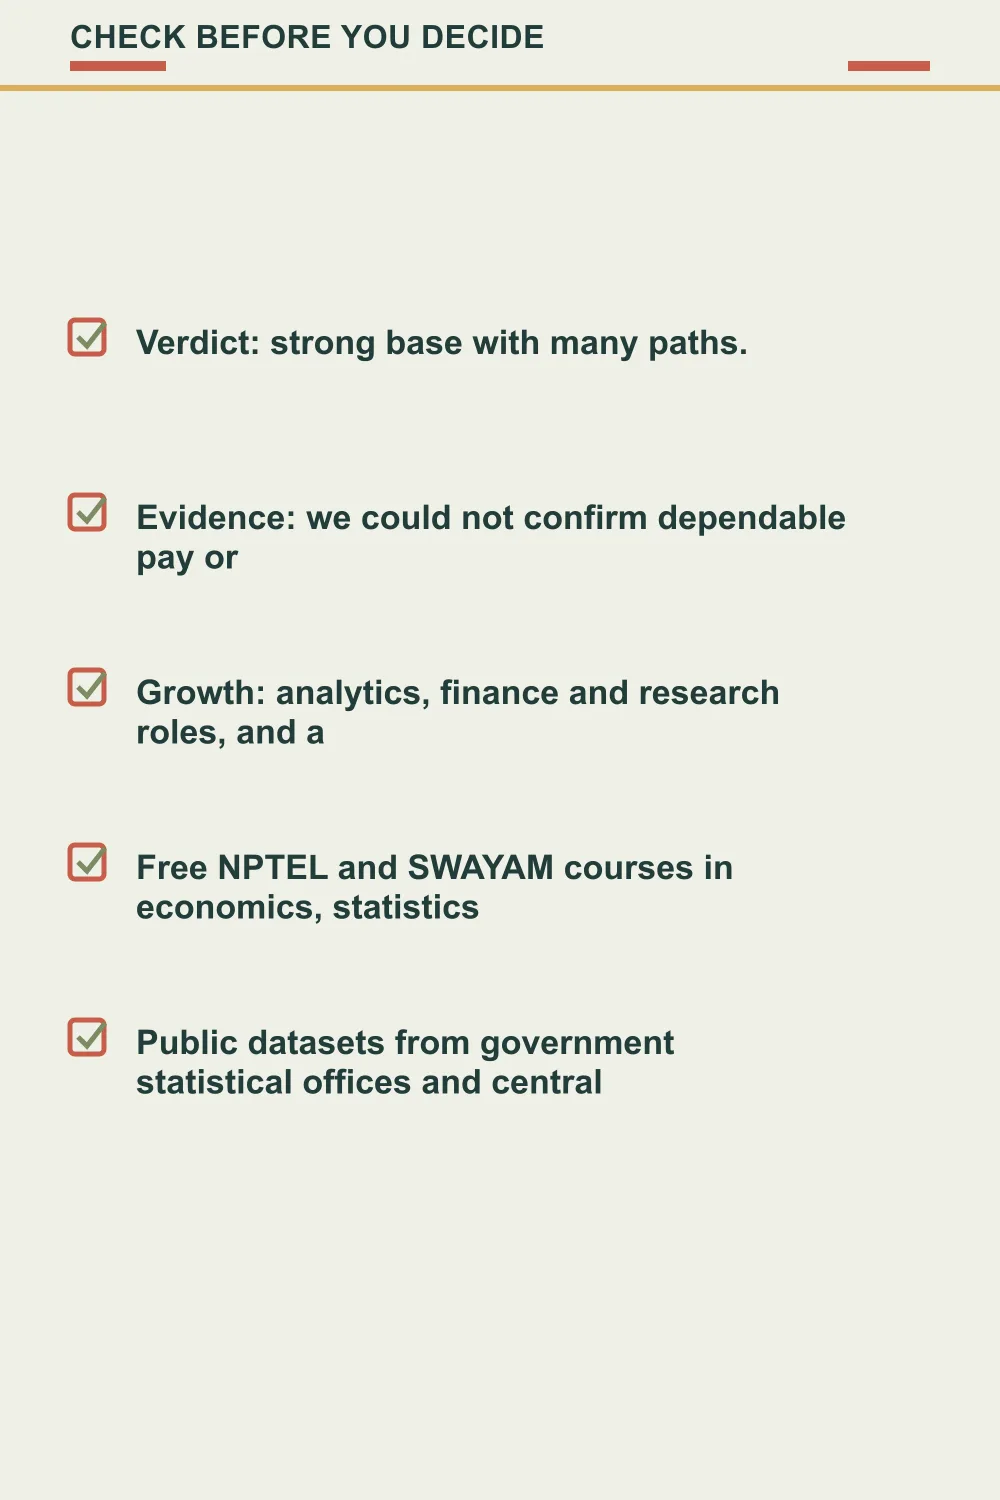 CHECK BEFORE YOU DECIDE
Verdict: strong base with many paths.
Evidence: we could not confirm dependable
pay or
Growth: analytics, finance and research
roles, and a
Free NPTEL and SWAYAM courses in
economics, statistics
Public datasets from government
statistical offices and central